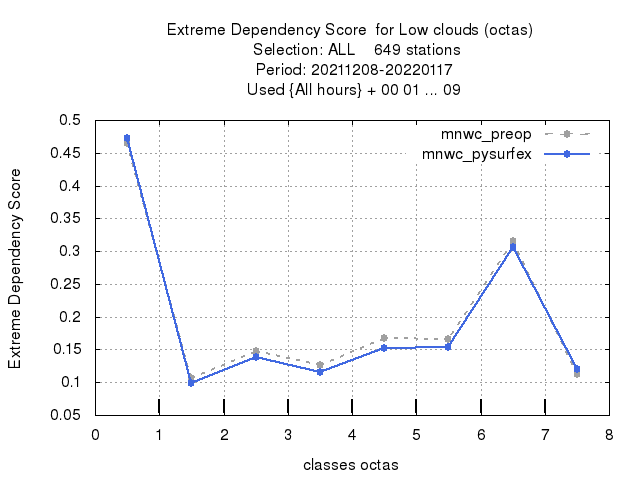 Extreme Dependency Score  for Low clouds (octas)
Selection: ALL    649 stations
Period: 20211208-20220117
Used {All hours} + 00 01 ... 09
mnwc_preop
mnwc_pysurfex
Extreme Dependency Score
0.5
0.45
0.4
0.35
0.3
0.25
0.2
0.15
0.1
0.05
0 1 2 3 4 5 6 7 8
classes octas